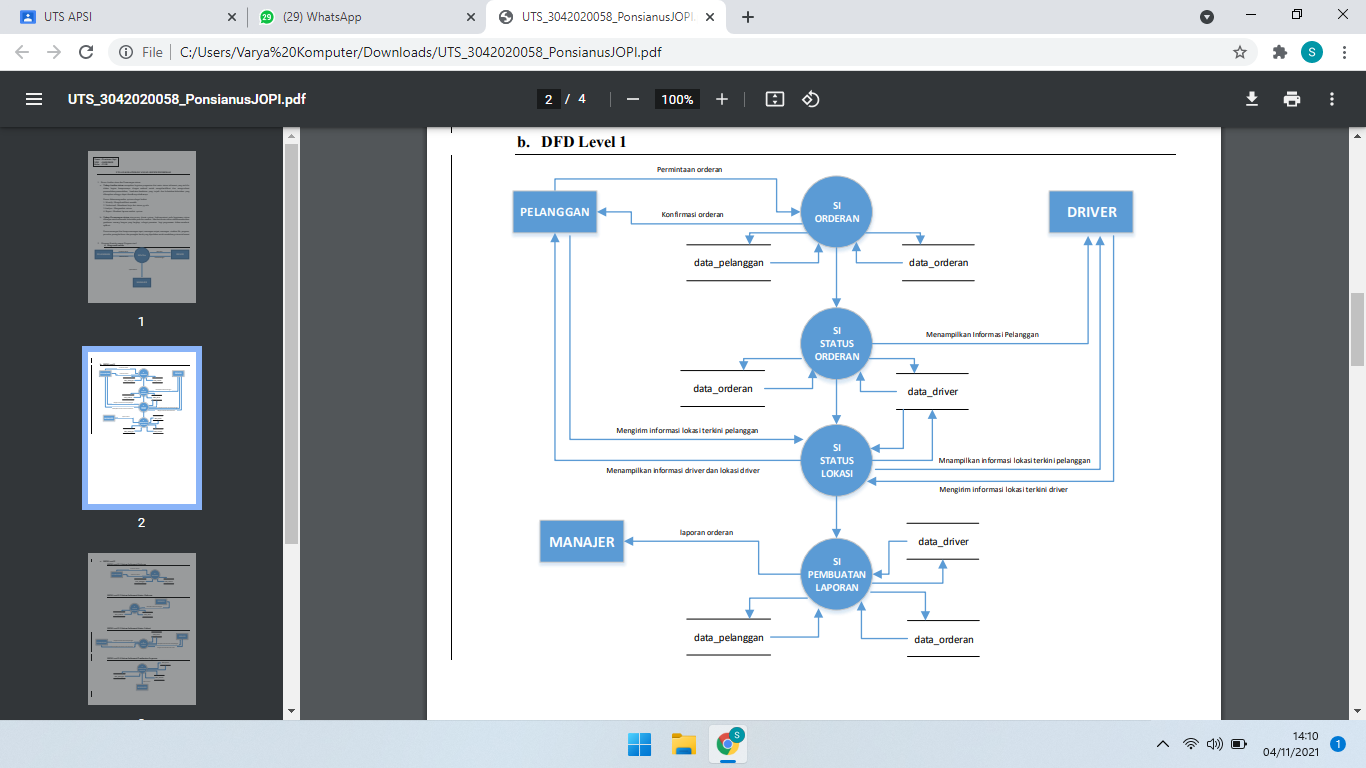 UTS APSI
(29) WhatsApp
UTS_3042020058_PonsianusJOPI
File
C:/Users/Varya%20Komputer/Downloads/UTS_3042020058_PonsianusJOPI.pdf
S
UTS_3042020058_PonsianusJOPI.pdf
2 / 4
100%
1
2
b. DFD Level 1
Permintaan orderan
PELANGGAN
SI
ORDERAN
DRIVER
Konfirmasi orderan
data_pelanggan
data_orderan
SI
STATUS
ORDERAN
Menampilkan Informasi Pelanggan
data_orderan
data_driver
Mengirim informasi lokasi terkini pelanggan
SI
STATUS
LOKASI
Mnampilkan informasi lokasi terkini pelanggan
Menampilkan informasi driver dan lokasi driver
Mengirim informasi lokasi terkini driver
MANAJER
laporan orderan
data_driver
SI
PEMBUATAN
LAPORAN
data_pelanggan
data_orderan
S
14:10
04/11/2021
1